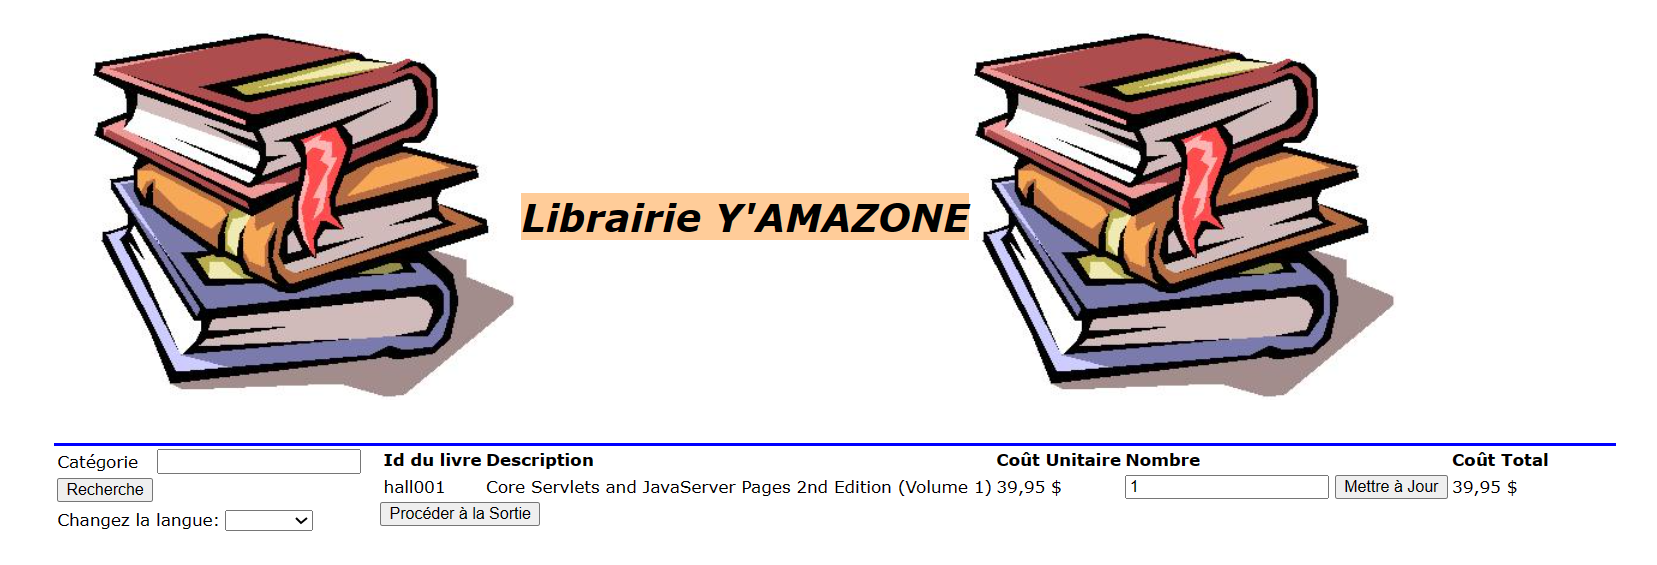 Librairie Y'AMAZONE
Catégorie
Recherche
Changez la langue:
Id du livre Description Coût Unitaire Nombre Coût Total
hall001 Core Servlets and JavaServer Pages 2nd Edition (Volume 1) 39,95 $ 1 Mettre à Jour 39,95 $
Procéder à la Sortie